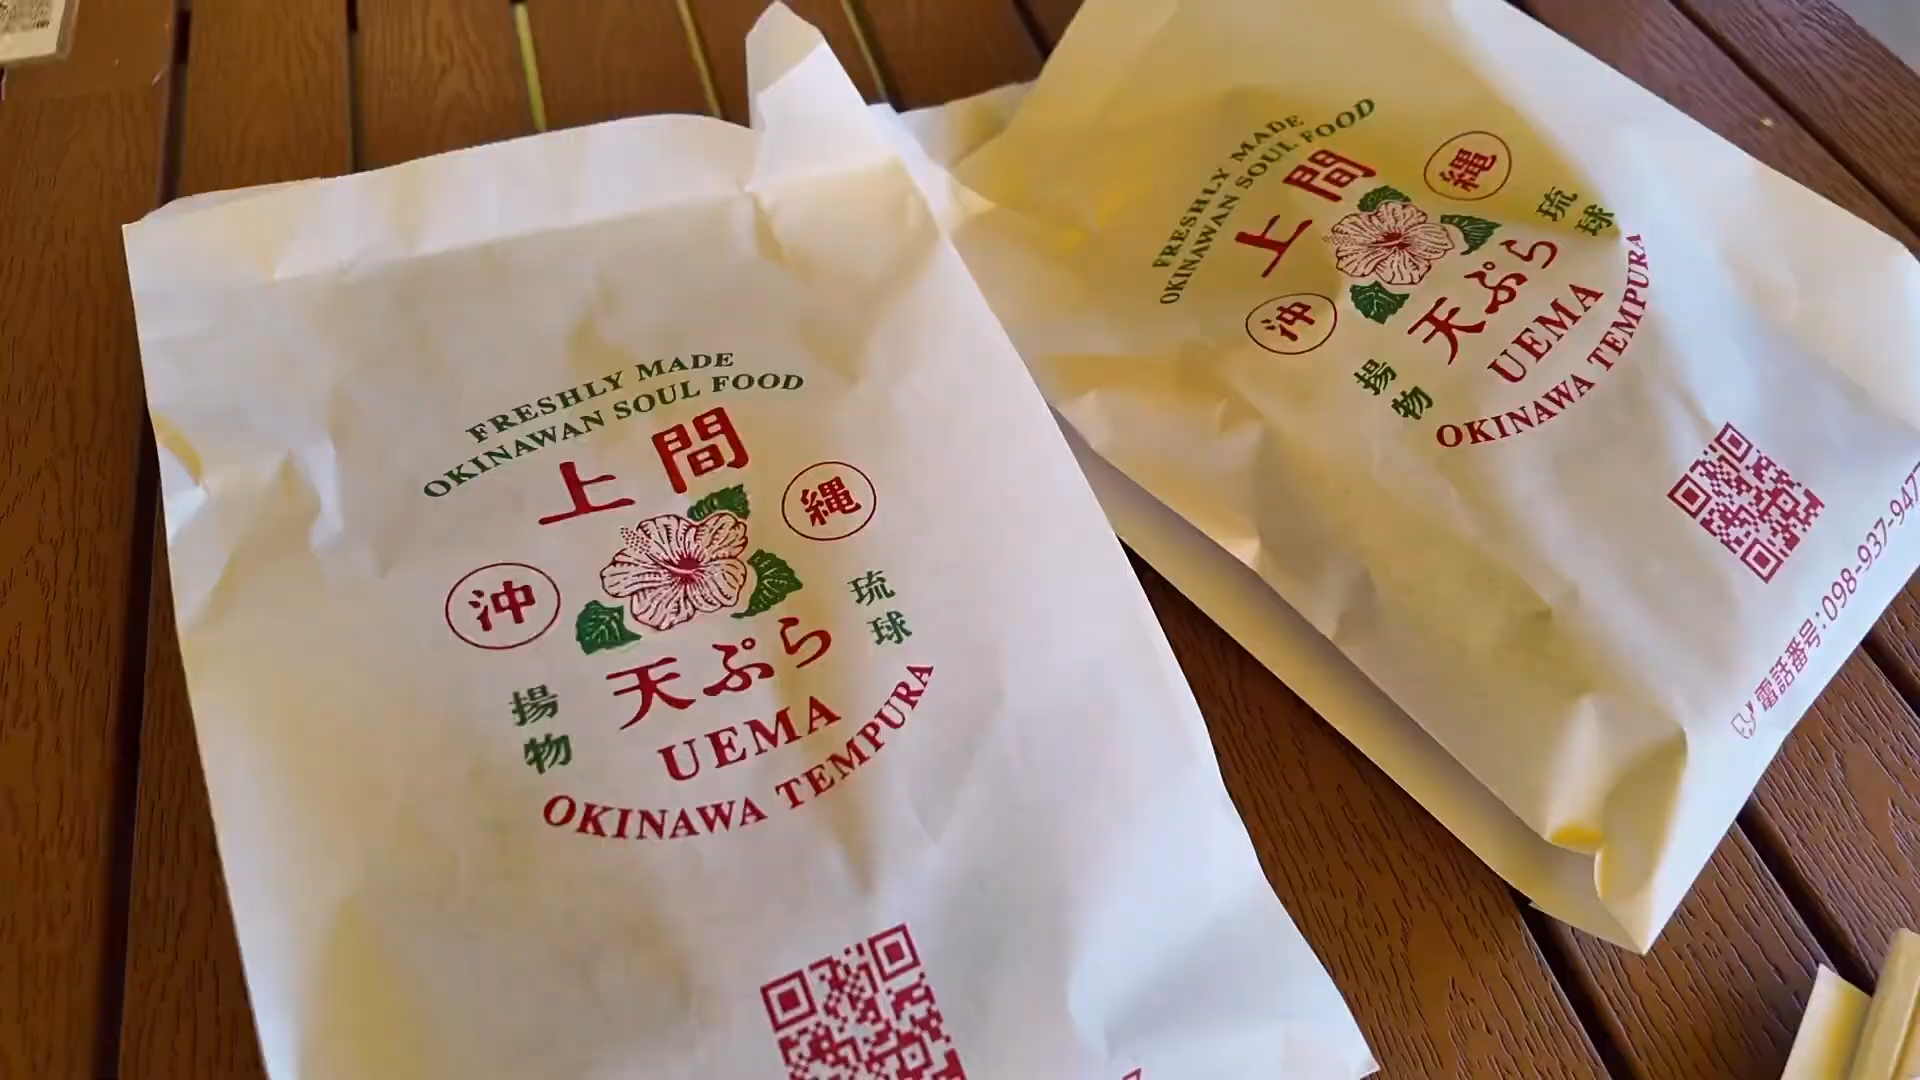 FRESHLY MADE
OKINAWAN SOUL FOOD
上間
沖
縄
琉球
天ぷら
揚物
UEMA
OKINAWA TEMPURA
FRESHLY MADE
OKINAWAN SOUL FOOD
上間
縄
沖
琉球
天ぷら
揚物
UEMA
OKINAWA TEMPURA
電話番号:098-937-947